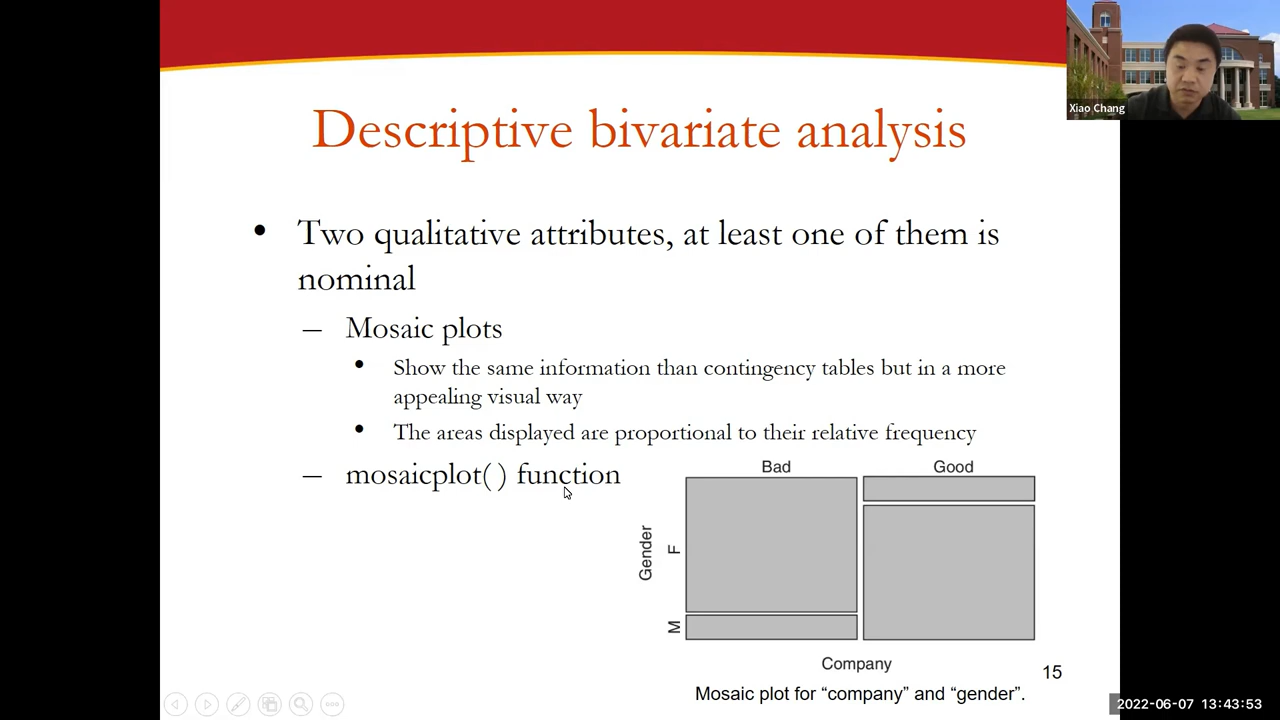 Xiao Chang
Descriptive bivariate analysis
• Two qualitative attributes, at least one of them is
nominal
– Mosaic plots
• Show the same information than contingency tables but in a more
appealing visual way
• The areas displayed are proportional to their relative frequency
– mosaicplot( ) function
Bad Good
Gender
F
M
Company
Mosaic plot for “company” and “gender”.
15
2022-06-07 13:43:53